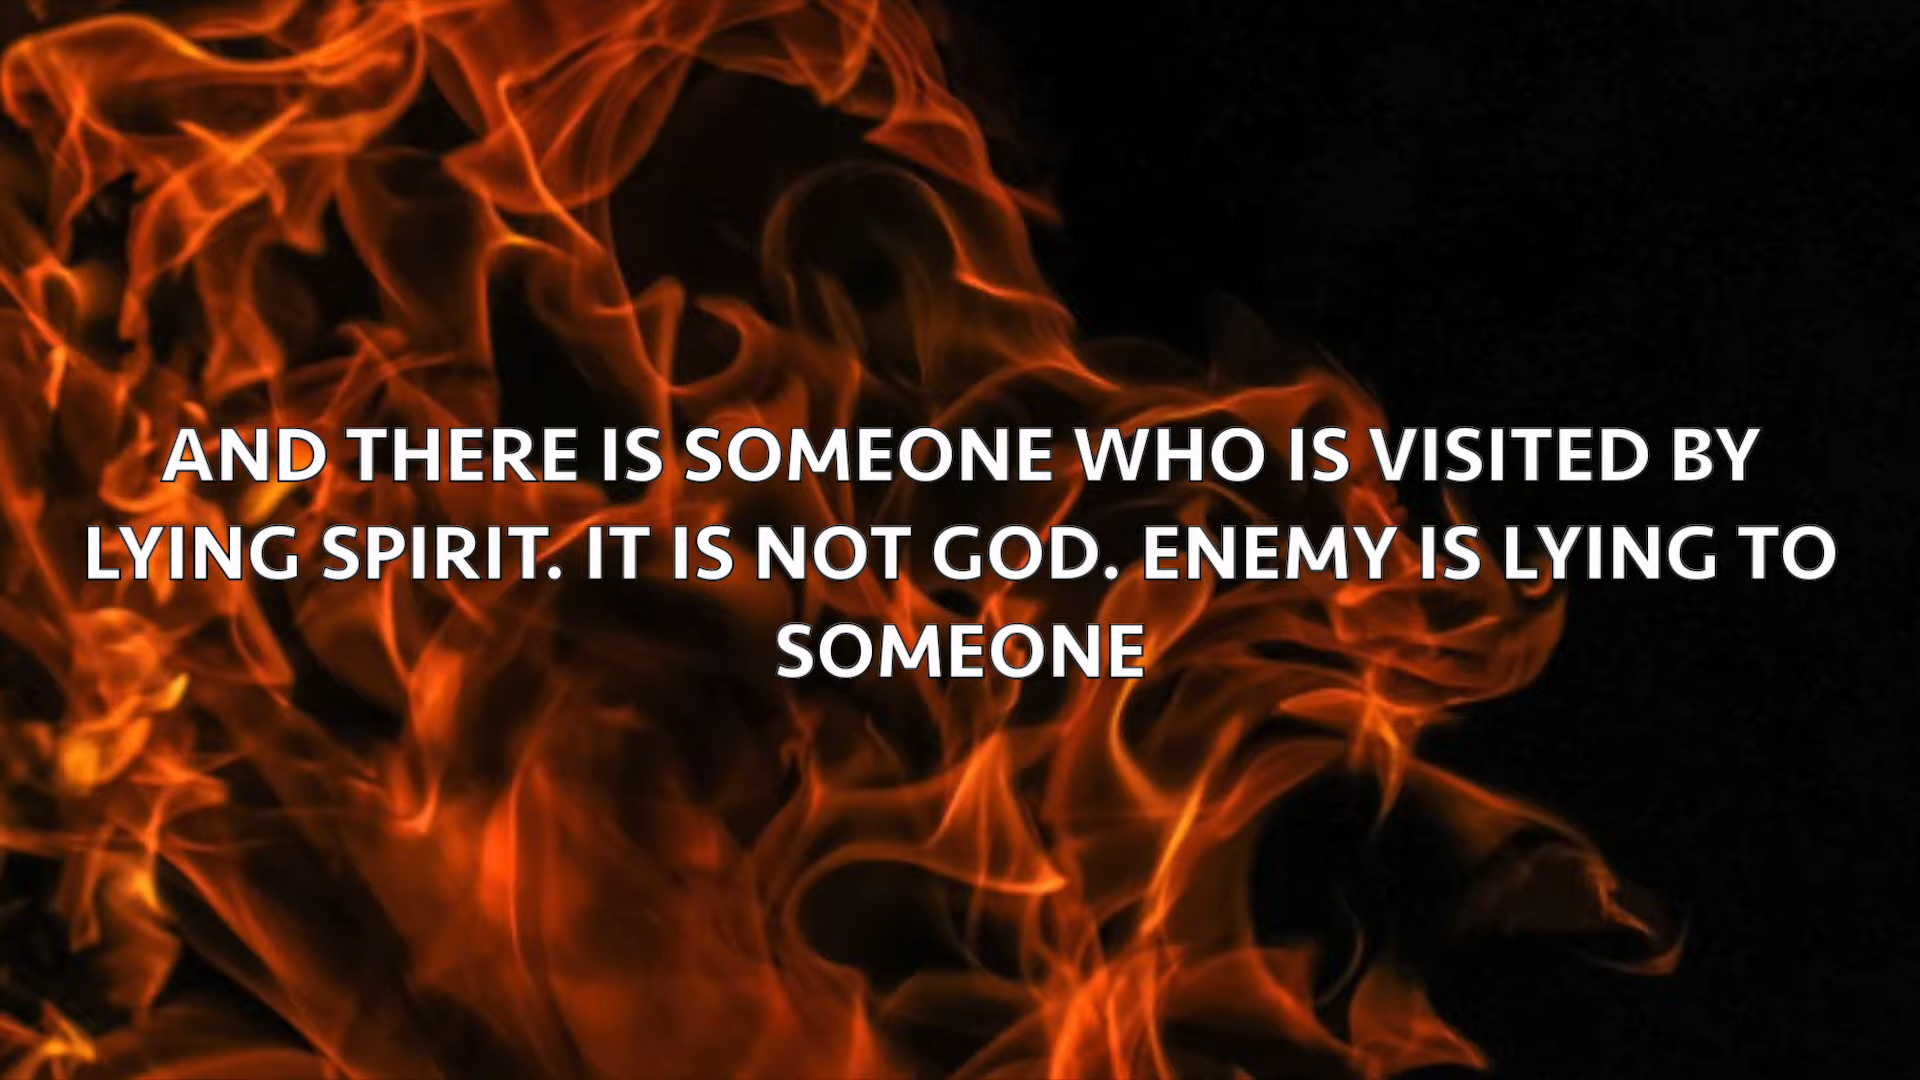 AND THERE IS SOMEONE WHO IS VISITED BY
LYING SPIRIT. IT IS NOT GOD. ENEMY IS LYING TO
SOMEONE